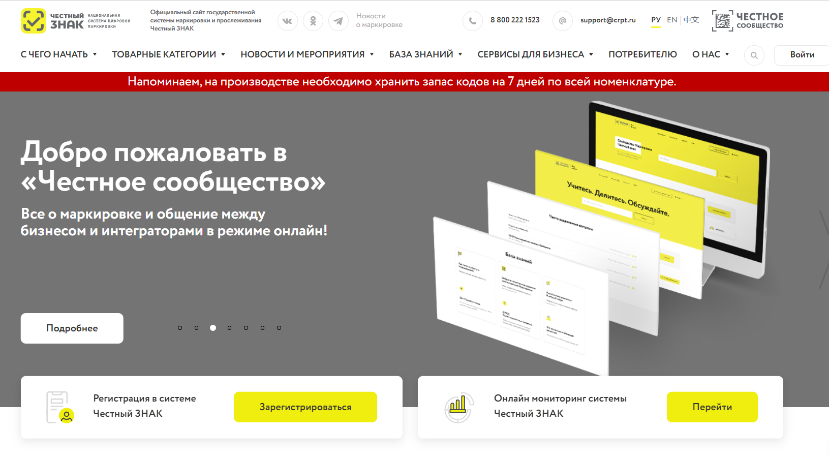 ЧЕСТНЫЙ
ЗНАК
НАЦИОНАЛЬНАЯ
СИСТЕМА ЦИФРОВОЙ
МАРКИРОВКИ
Официальный сайт государственной
системы маркировки и прослеживания
Честный ЗНАК
Новости
о маркировке
8 800 222 1523
support@crpt.ru
РУ EN 中文
ЧЕСТНОЕ
СООБЩЕСТВО
С ЧЕГО НАЧАТЬ ТОВАРНЫЕ КАТЕГОРИИ НОВОСТИ И МЕРОПРИЯТИЯ БАЗА ЗНАНИЙ СЕРВИСЫ ДЛЯ БИЗНЕСА ПОТРЕБИТЕЛЮ О НАС Войти
Напоминаем, на производстве необходимо хранить запас кодов на 7 дней по всей номенклатуре.
Добро пожаловать в
«Честное сообщество»
Все о маркировке и общение между
бизнесом и интеграторами в режиме онлайн!
Учитесь. Делитесь. Обсуждайте.
База знаний
Подробнее
Регистрация в системе
Честный ЗНАК
Зарегистрироваться
Онлайн мониторинг системы
Честный ЗНАК
Перейти